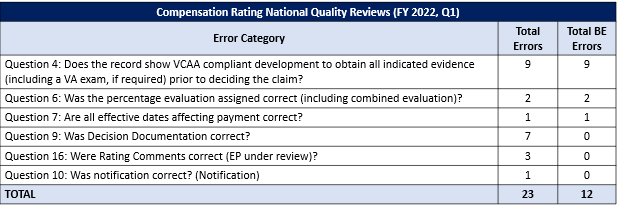 Compensation Rating National Quality Reviews (FY 2022, Q1)
Error Category Total Errors Total BE Errors
Question 4: Does the record show VCAA compliant development to obtain all indicated evidence
(including a VA exam, if required) prior to deciding the claim? 9 9
Question 6: Was the percentage evaluation assigned correct (including combined evaluation)? 2 2
Question 7: Are all effective dates affecting payment correct? 1 1
Question 9: Was Decision Documentation correct? 7 0
Question 16: Were Rating Comments correct (EP under review)? 3 0
Question 10: Was notification correct? (Notification) 1 0
TOTAL 23 12